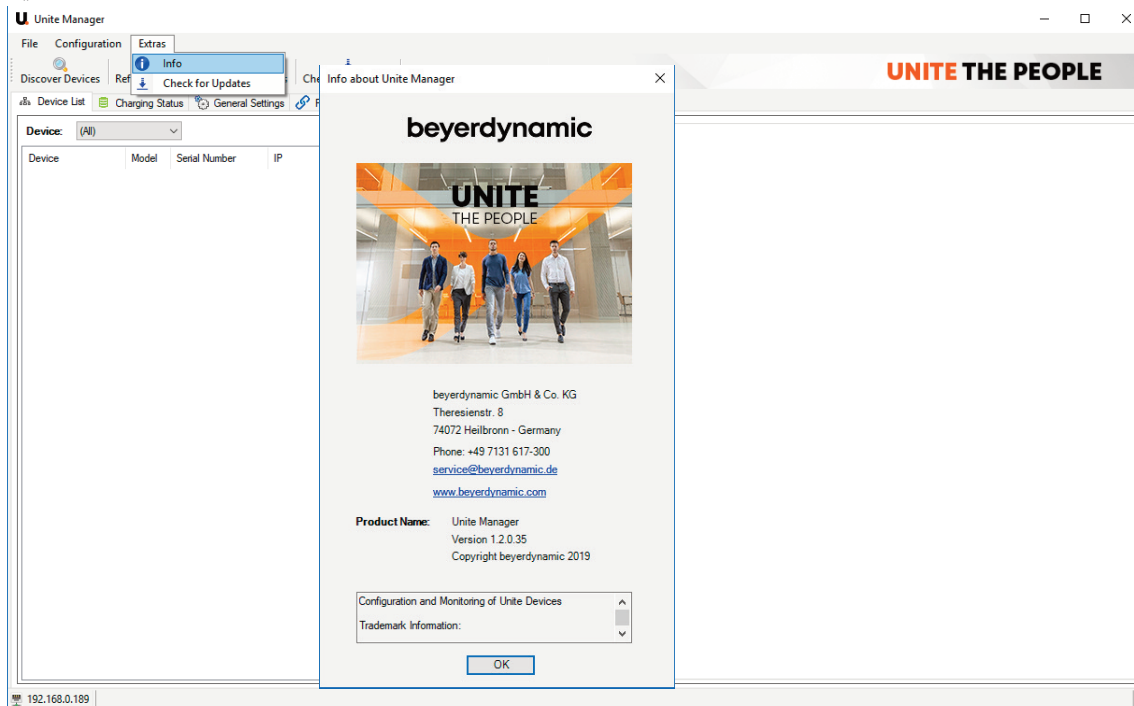 Unite Manager
File Configuration Extras
Info
Check for Updates
Discover Devices Ref Che
UNITE THE PEOPLE
Device List Charging Status General Settings
Device: (All)
Device Model Serial Number IP
Info about Unite Manager
beyerdynamic
UNITE
THE PEOPLE
beyerdynamic GmbH & Co. KG
Theresienstr. 8
74072 Heilbronn - Germany
Phone: +49 7131 617-300
service@beyerdynamic.de
www.beyerdynamic.com
Product Name: Unite Manager
Version 1.2.0.35
Copyright beyerdynamic 2019
Configuration and Monitoring of Unite Devices
Trademark Information:
OK
192.168.0.189